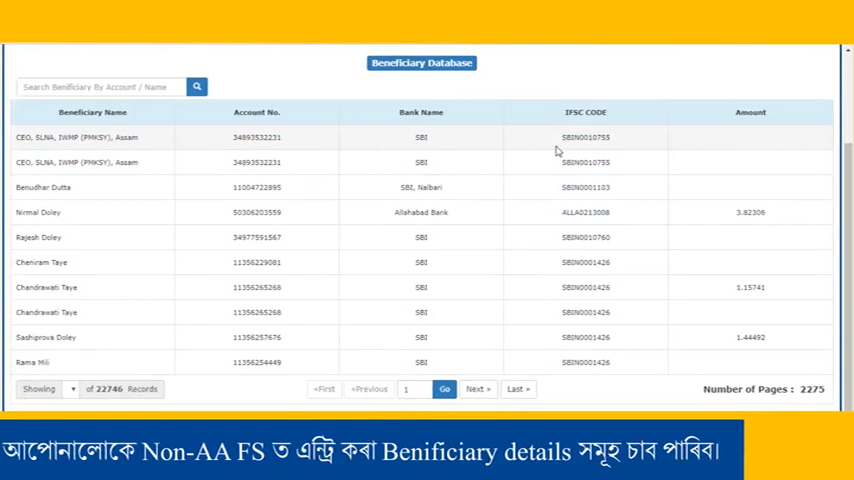 Beneficiary Database
Search Benificiary By Account / Name
Beneficiary Name Account No. Bank Name IFSC CODE Amount
CEO, SLNA, IWMP (PMKSY), Assam 34893532231 SBI SBIN0010755
CEO, SLNA, IWMP (PMKSY), Assam 34893532231 SBI SBIN0010755
Benudhar Dutta 11004722895 SBI, Nalbari SBIN0001103
Nirmal Doley 50306203559 Allahabad Bank ALLA0213008 3.82306
Rajesh Doley 34977591567 SBI SBIN0010760
Cheniram Taye 11356229081 SBI SBIN0001426
Chandrawati Taye 11356265268 SBI SBIN0001426 1.15741
Chandrawati Taye 11356265268 SBI SBIN0001426
Sashiprova Doley 11356257676 SBI SBIN0001426 1.44492
Rama Mili 11356254449 SBI SBIN0001426
Showing of 22746 Records <First <Previous 1 Go Next > Last > Number of Pages : 2275
আপোনালোকে Non-AA FS ত এন্ট্ৰি কৰা Benificiary details সমূহ চাব পাৰিব।